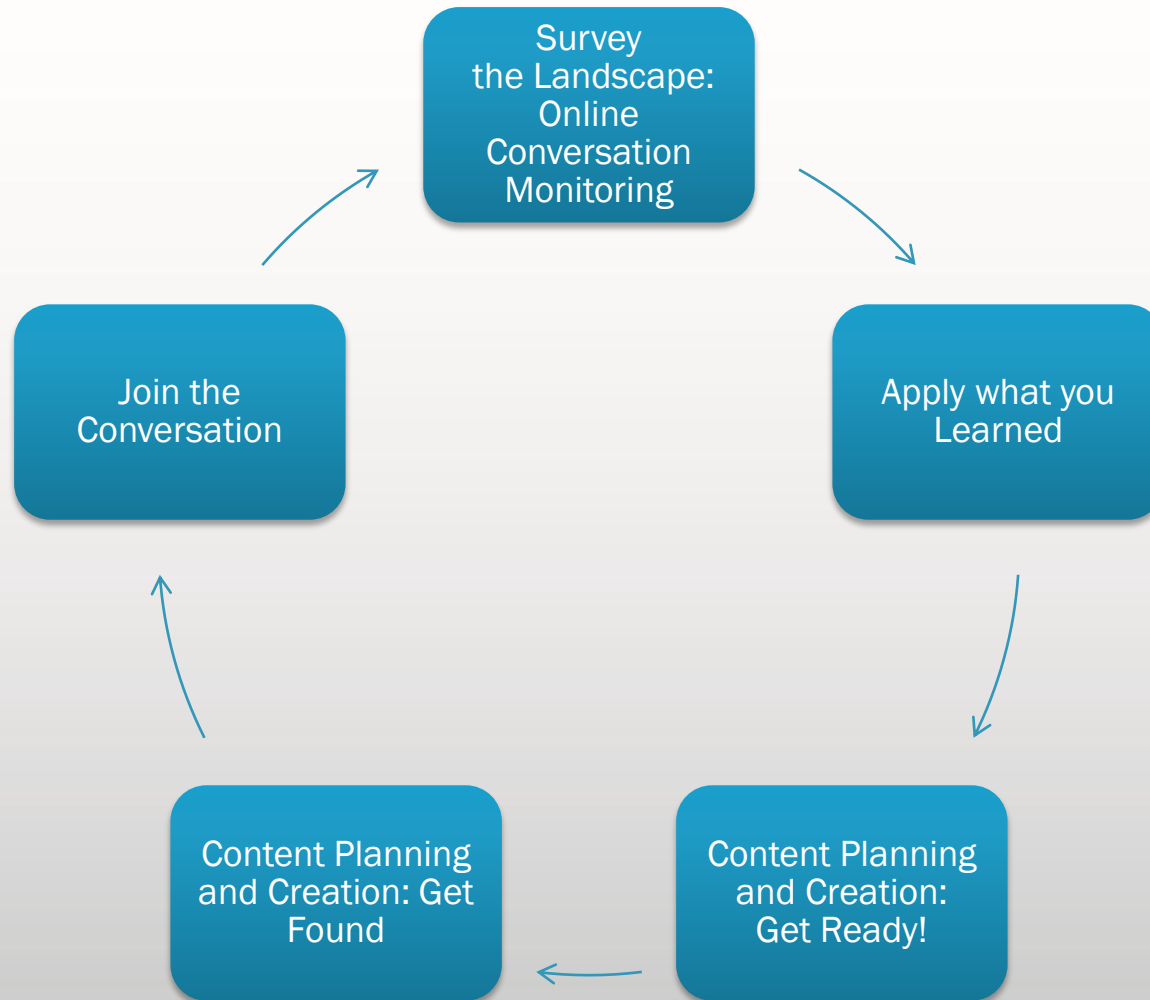 Survey
the Landscape:
Online
Conversation
Monitoring
Apply what you
Learned
Content Planning
and Creation:
Get Ready!
Content Planning
and Creation: Get
Found
Join the
Conversation